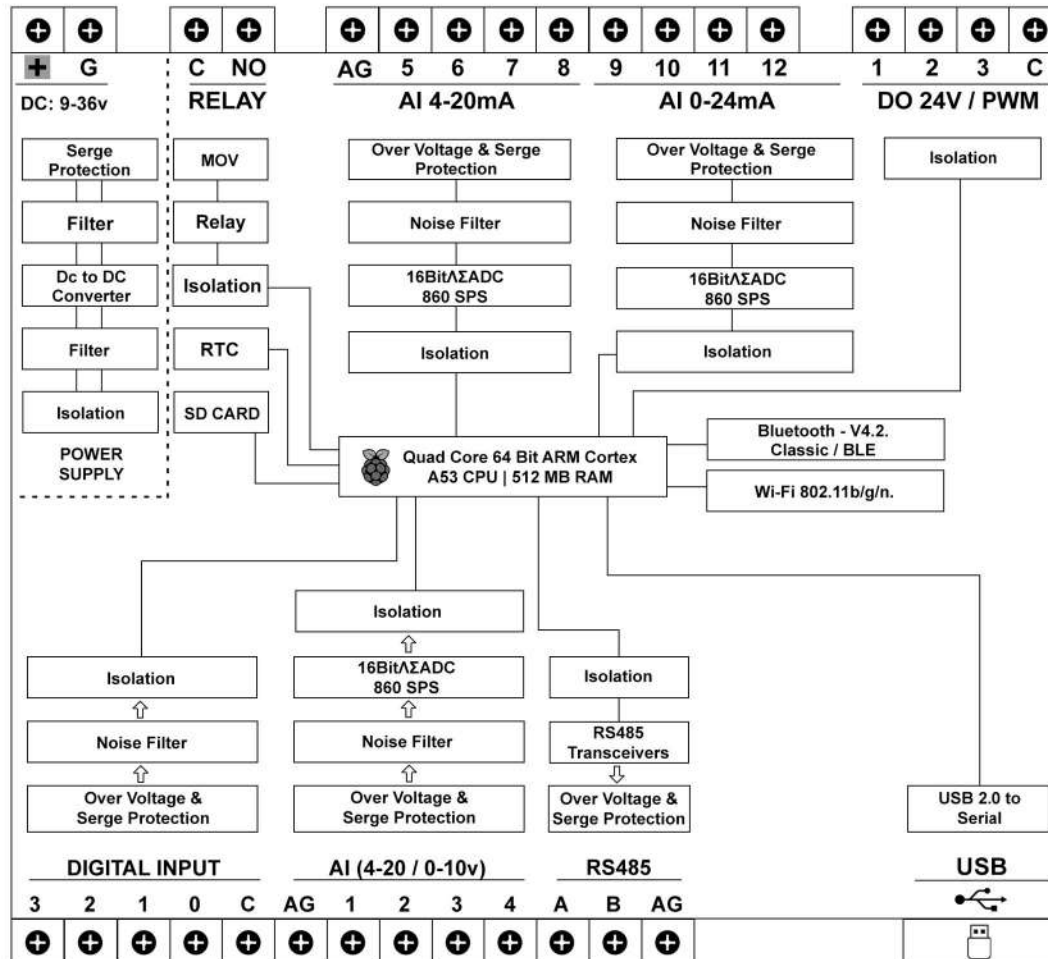 + G
DC: 9-36v
C NO
RELAY
AG 5 6 7 8
AI 4-20mA
9 10 11 12
AI 0-24mA
1 2 3 C
DO 24V / PWM
Serge
Protection
Filter
Dc to DC
Converter
Filter
Isolation
POWER
SUPPLY
MOV
Relay
Isolation
RTC
SD CARD
Over Voltage & Serge
Protection
Noise Filter
16BitΛΣADC
860 SPS
Isolation
Over Voltage & Serge
Protection
Noise Filter
16BitΛΣADC
860 SPS
Isolation
Isolation
Quad Core 64 Bit ARM Cortex
A53 CPU | 512 MB RAM
Bluetooth - V4.2.
Classic / BLE
Wi-Fi 802.11b/g/n.
Isolation
Noise Filter
Over Voltage &
Serge Protection
Isolation
16BitΛΣADC
860 SPS
Noise Filter
Over Voltage &
Serge Protection
Isolation
RS485
Transceivers
Over Voltage &
Serge Protection
USB 2.0 to
Serial
DIGITAL INPUT
3 2 1 0 C
AI (4-20 / 0-10v)
AG 1 2 3 4
RS485
A B AG
USB